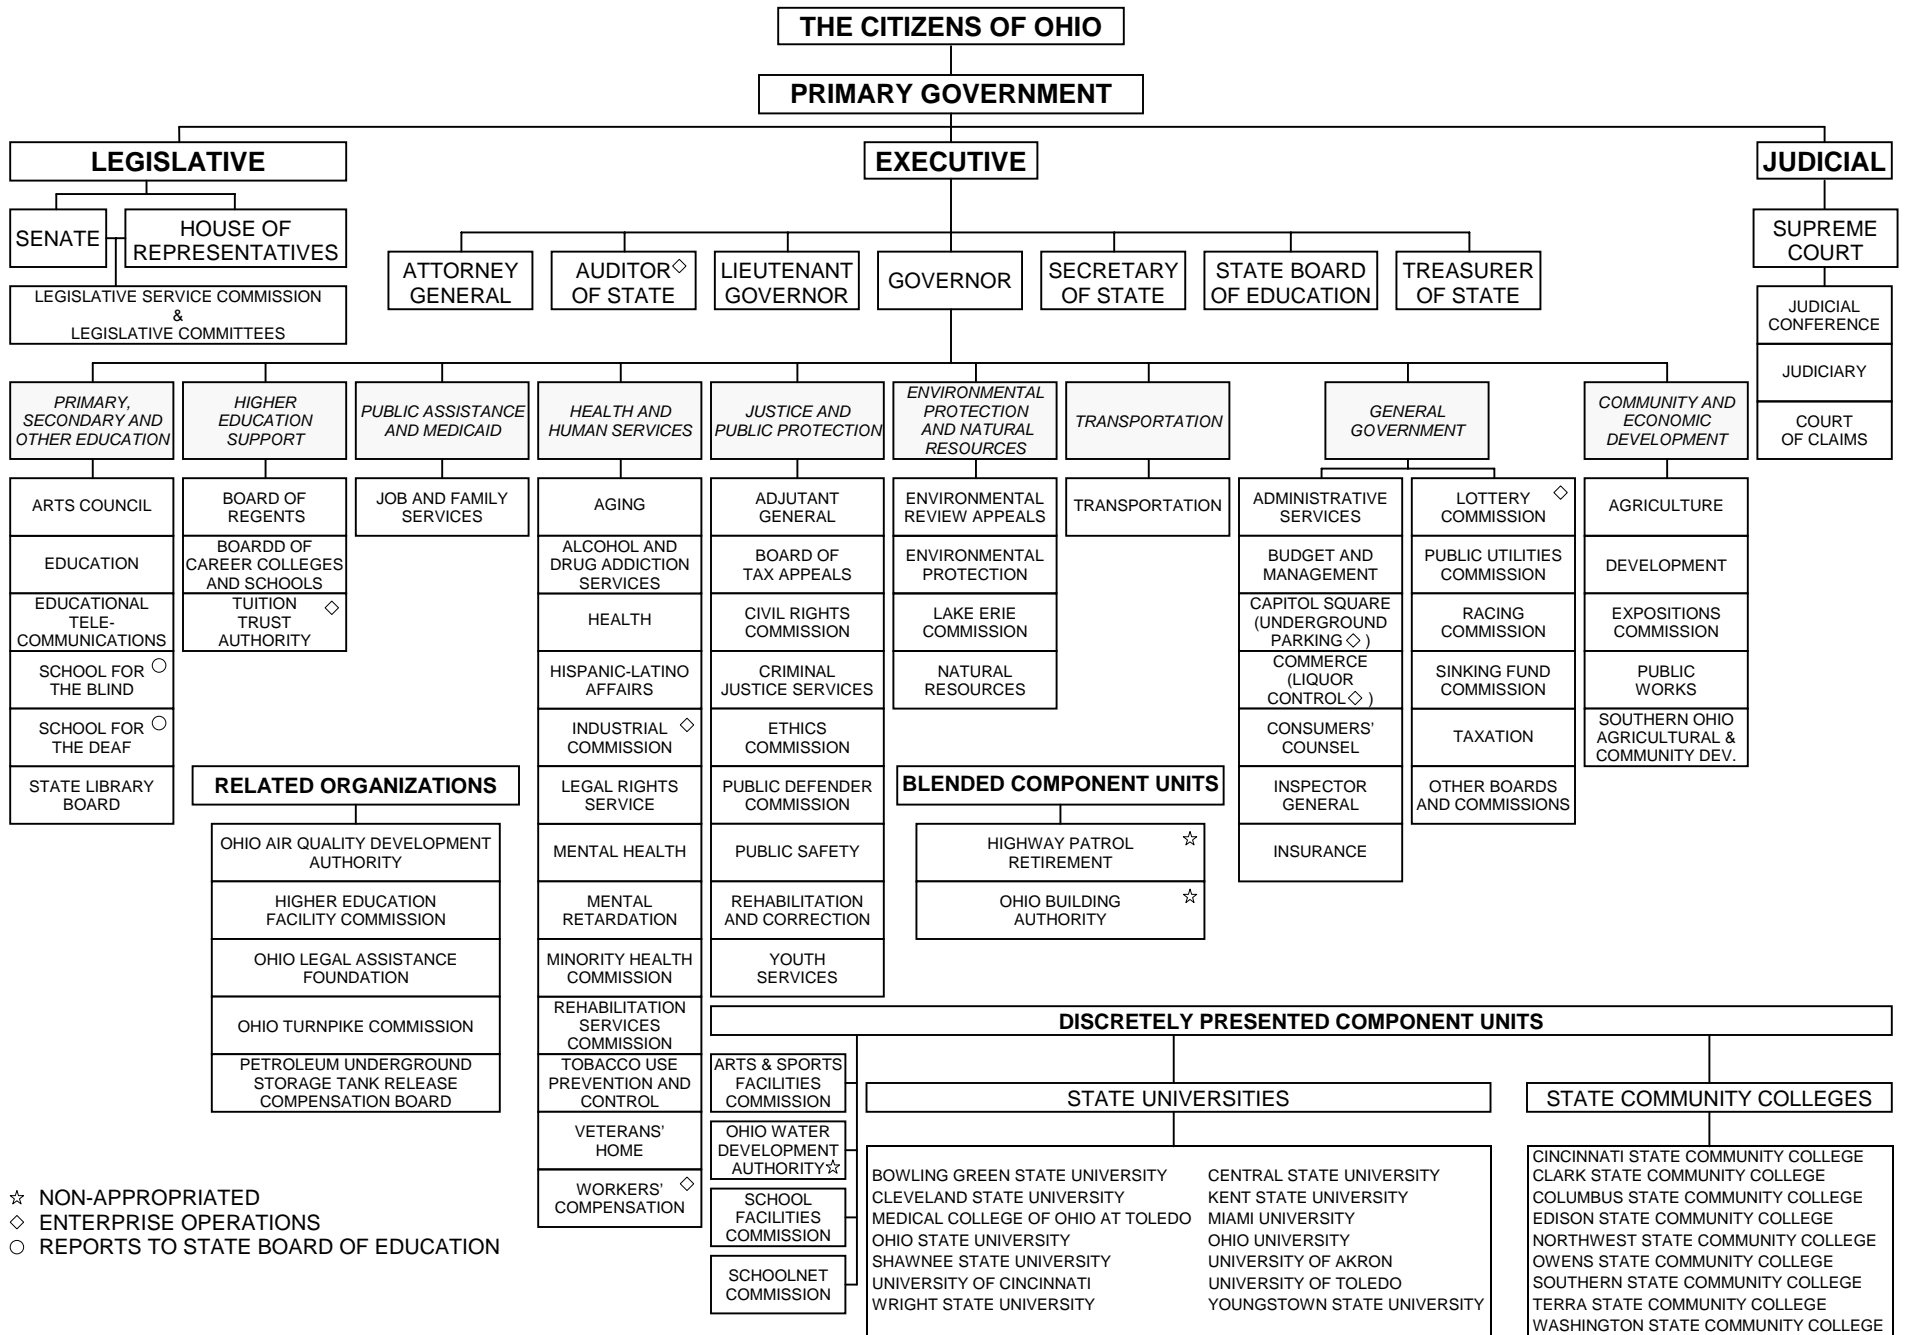 THE CITIZENS OF OHIO
PRIMARY GOVERNMENT
LEGISLATIVE
EXECUTIVE
JUDICIAL
SENATE
HOUSE OF
REPRESENTATIVES
LEGISLATIVE SERVICE COMMISSION
&
LEGISLATIVE COMMITTEES
ATTORNEY
GENERAL
AUDITOR◇
OF STATE
LIEUTENANT
GOVERNOR
GOVERNOR
SECRETARY
OF STATE
STATE BOARD
OF EDUCATION
TREASURER
OF STATE
SUPREME
COURT
JUDICIAL
CONFERENCE
JUDICIARY
COURT
OF CLAIMS
PRIMARY,
SECONDARY AND
OTHER EDUCATION
ARTS COUNCIL
EDUCATION
EDUCATIONAL
TELE-
COMMUNICATIONS
SCHOOL FOR ○
THE BLIND
SCHOOL FOR ○
THE DEAF
STATE LIBRARY
BOARD
HIGHER
EDUCATION
SUPPORT
BOARD OF
REGENTS
BOARDD OF
CAREER COLLEGES
AND SCHOOLS
TUITION ◇
TRUST
AUTHORITY
PUBLIC ASSISTANCE
AND MEDICAID
JOB AND FAMILY
SERVICES
HEALTH AND
HUMAN SERVICES
AGING
ALCOHOL AND
DRUG ADDICTION
SERVICES
HEALTH
HISPANIC-LATINO
AFFAIRS
INDUSTRIAL ◇
COMMISSION
LEGAL RIGHTS
SERVICE
MENTAL HEALTH
MENTAL
RETARDATION
MINORITY HEALTH
COMMISSION
REHABILITATION
SERVICES
COMMISSION
TOBACCO USE
PREVENTION AND
CONTROL
VETERANS’
HOME
WORKERS’ ◇
COMPENSATION
JUSTICE AND
PUBLIC PROTECTION
ADJUTANT
GENERAL
BOARD OF
TAX APPEALS
CIVIL RIGHTS
COMMISSION
CRIMINAL
JUSTICE SERVICES
ETHICS
COMMISSION
PUBLIC DEFENDER
COMMISSION
PUBLIC SAFETY
REHABILITATION
AND CORRECTION
YOUTH
SERVICES
ENVIRONMENTAL
PROTECTION
AND NATURAL
RESOURCES
ENVIRONMENTAL
REVIEW APPEALS
ENVIRONMENTAL
PROTECTION
LAKE ERIE
COMMISSION
NATURAL
RESOURCES
TRANSPORTATION
TRANSPORTATION
GENERAL
GOVERNMENT
ADMINISTRATIVE
SERVICES
BUDGET AND
MANAGEMENT
CAPITOL SQUARE
(UNDERGROUND
PARKING◇ )
COMMERCE
(LIQUOR
CONTROL◇ )
CONSUMERS’
COUNSEL
INSPECTOR
GENERAL
INSURANCE
LOTTERY ◇
COMMISSION
PUBLIC UTILITIES
COMMISSION
RACING
COMMISSION
SINKING FUND
COMMISSION
TAXATION
OTHER BOARDS
AND COMMISSIONS
COMMUNITY AND
ECONOMIC
DEVELOPMENT
AGRICULTURE
DEVELOPMENT
EXPOSITIONS
COMMISSION
PUBLIC
WORKS
SOUTHERN OHIO
AGRICULTURAL &
COMMUNITY DEV.
RELATED ORGANIZATIONS
OHIO AIR QUALITY DEVELOPMENT
AUTHORITY
HIGHER EDUCATION
FACILITY COMMISSION
OHIO LEGAL ASSISTANCE
FOUNDATION
OHIO TURNPIKE COMMISSION
PETROLEUM UNDERGROUND
STORAGE TANK RELEASE
COMPENSATION BOARD
BLENDED COMPONENT UNITS
HIGHWAY PATROL ☆
RETIREMENT
OHIO BUILDING ☆
AUTHORITY
DISCRETELY PRESENTED COMPONENT UNITS
ARTS & SPORTS
FACILITIES
COMMISSION
OHIO WATER
DEVELOPMENT
AUTHORITY☆
SCHOOL
FACILITIES
COMMISSION
SCHOOLNET
COMMISSION
STATE UNIVERSITIES
BOWLING GREEN STATE UNIVERSITY
CLEVELAND STATE UNIVERSITY
MEDICAL COLLEGE OF OHIO AT TOLEDO
OHIO STATE UNIVERSITY
SHAWNEE STATE UNIVERSITY
UNIVERSITY OF CINCINNATI
WRIGHT STATE UNIVERSITY
CENTRAL STATE UNIVERSITY
KENT STATE UNIVERSITY
MIAMI UNIVERSITY
OHIO UNIVERSITY
UNIVERSITY OF AKRON
UNIVERSITY OF TOLEDO
YOUNGSTOWN STATE UNIVERSITY
STATE COMMUNITY COLLEGES
CINCINNATI STATE COMMUNITY COLLEGE
CLARK STATE COMMUNITY COLLEGE
COLUMBUS STATE COMMUNITY COLLEGE
EDISON STATE COMMUNITY COLLEGE
NORTHWEST STATE COMMUNITY COLLEGE
OWENS STATE COMMUNITY COLLEGE
SOUTHERN STATE COMMUNITY COLLEGE
TERRA STATE COMMUNITY COLLEGE
WASHINGTON STATE COMMUNITY COLLEGE
☆ NON-APPROPRIATED
◇ ENTERPRISE OPERATIONS
○ REPORTS TO STATE BOARD OF EDUCATION